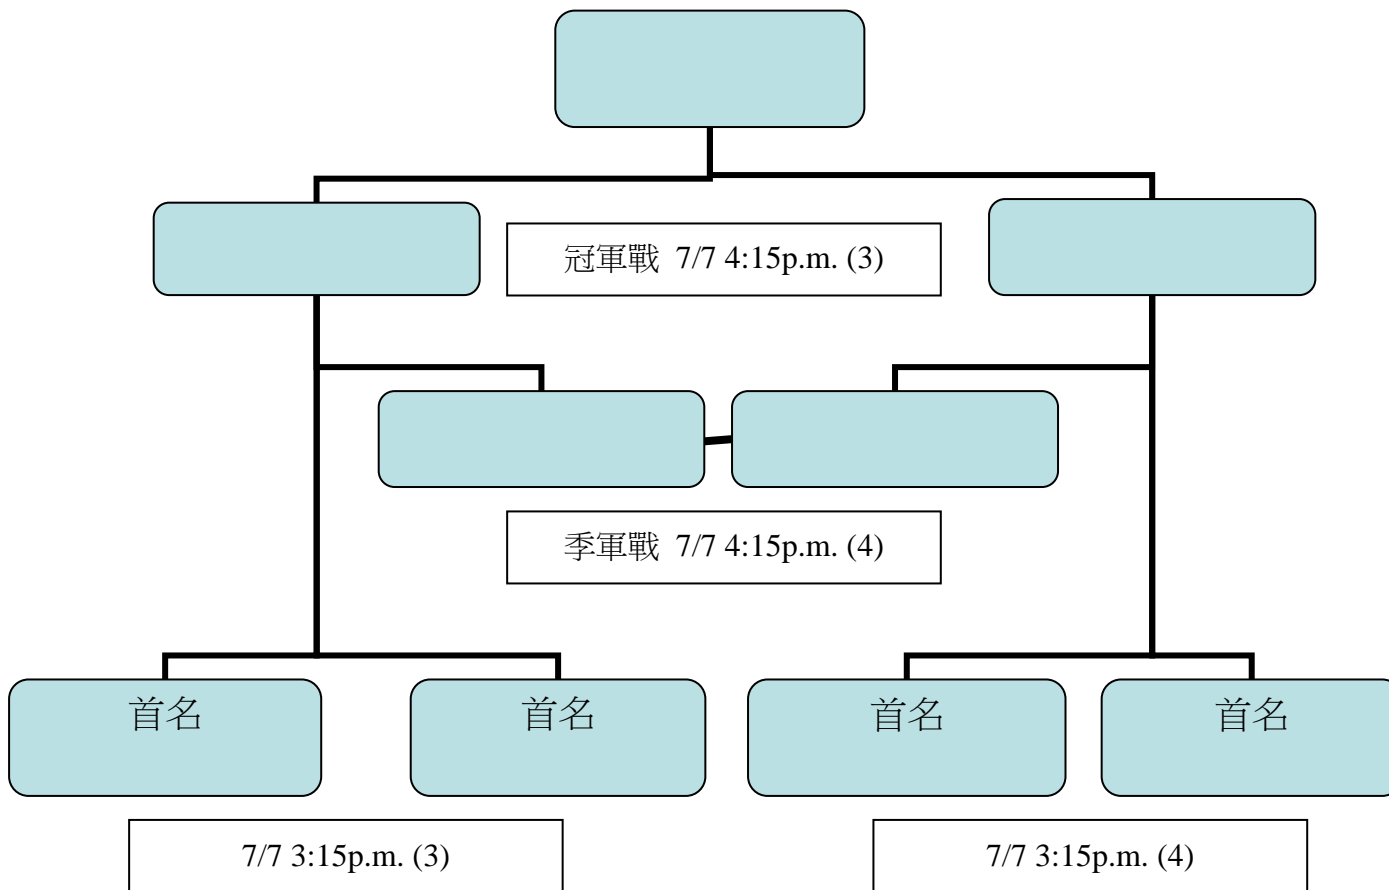 冠軍戰 7/7 4:15p.m. (3)
季軍戰 7/7 4:15p.m. (4)
首名
首名
首名
首名
7/7 3:15p.m. (3)
7/7 3:15p.m. (4)